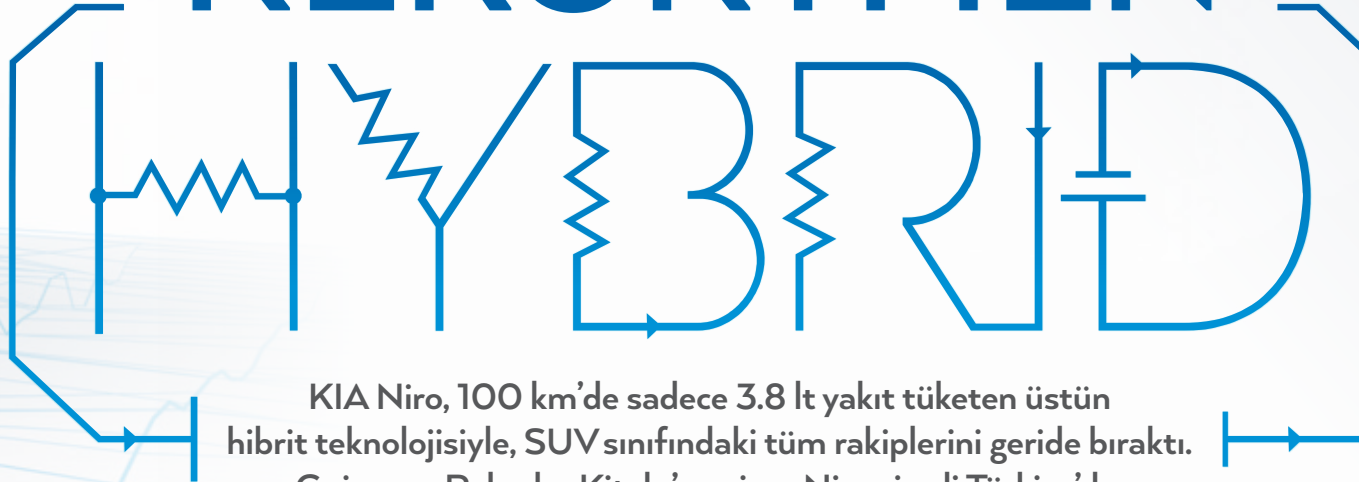 REKORTMEN
HYBRID
KIA Niro, 100 km'de sadece 3.8 lt yakıt tüketen üstün
hibrit teknolojisiyle, SUV sınıfındaki tüm rakiplerini geride bıraktı.